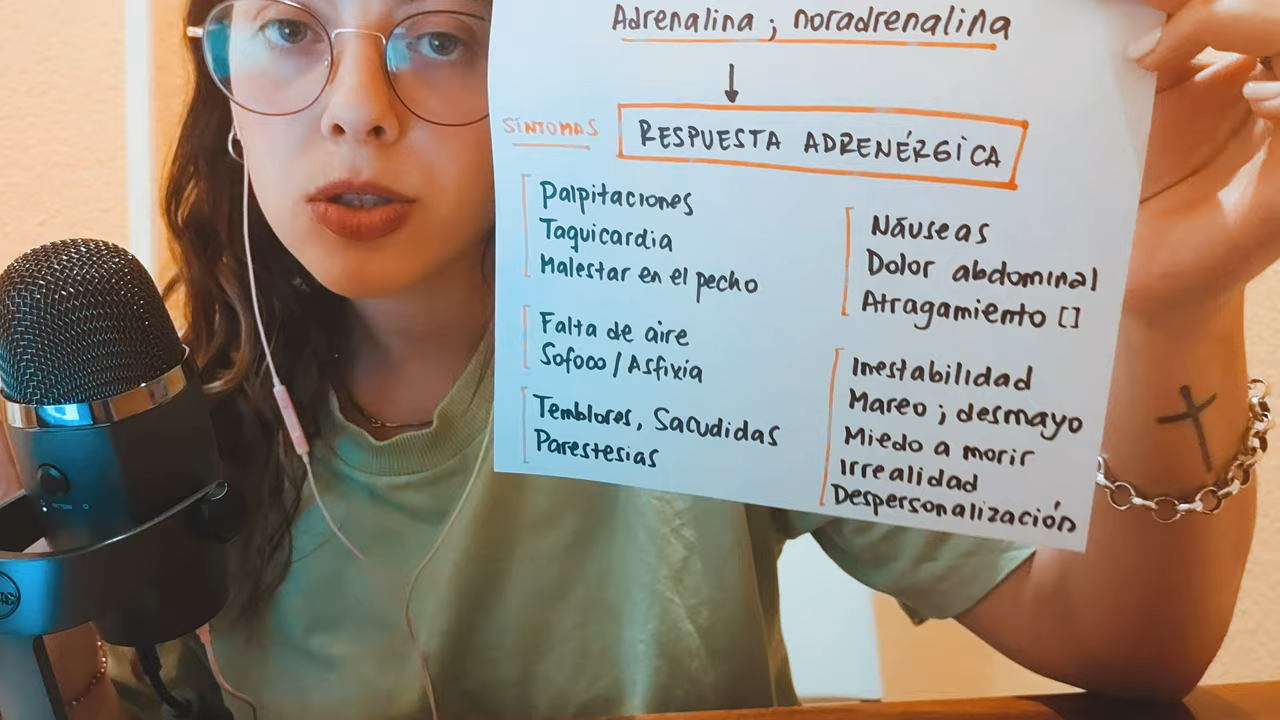 Adrenalina ; noradrenalina
SÍNTOMAS
RESPUESTA ADRENÉRGICA
Palpitaciones
Taquicardia
Malestar en el pecho
Falta de aire
Sofoco / Asfixia
Temblores, Sacudidas
Parestesias
Náuseas
Dolor abdominal
Atragamiento []
Inestabilidad
Mareo ; desmayo
Miedo a morir
Irrealidad
Despersonalización